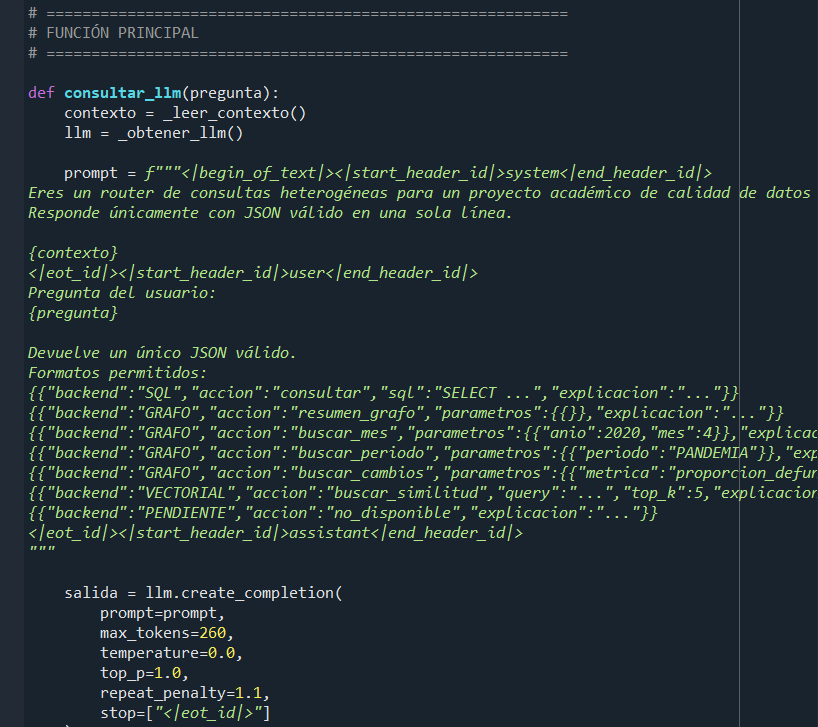 # ==========================================================
# FUNCIÓN PRINCIPAL
# ==========================================================
def consultar_llm(pregunta):
    contexto = _leer_contexto()
    llm = _obtener_llm()
    prompt = f"""<|begin_of_text|><|start_header_id|>system<|end_header_id|>
Eres un router de consultas heterogéneas para un proyecto académico de calidad de datos
Responde únicamente con JSON válido en una sola línea.
{contexto}
<|eot_id|><|start_header_id|>user<|end_header_id|>
Pregunta del usuario:
{pregunta}
Devuelve un único JSON válido.
Formatos permitidos:
{{"backend":"SQL","accion":"consultar","sql":"SELECT ...","explicacion":"..."}}
{{"backend":"GRAFO","accion":"resumen_grafo","parametros":{{}},"explicacion":"..."}}
{{"backend":"GRAFO","accion":"buscar_mes","parametros":{{"anio":2020,"mes":4}},"explicac
{{"backend":"GRAFO","accion":"buscar_periodo","parametros":{{"periodo":"PANDEMIA"}},"exp
{{"backend":"GRAFO","accion":"buscar_cambios","parametros":{{"metrica":"proporcion_defun
{{"backend":"VECTORIAL","accion":"buscar_similitud","query":"...","top_k":5,"explicacion
{{"backend":"PENDIENTE","accion":"no_disponible","explicacion":"..."}}
<|eot_id|><|start_header_id|>assistant<|end_header_id|>
"""
    salida = llm.create_completion(
        prompt=prompt,
        max_tokens=260,
        temperature=0.0,
        top_p=1.0,
        repeat_penalty=1.1,
        stop=["<|eot_id|>"]